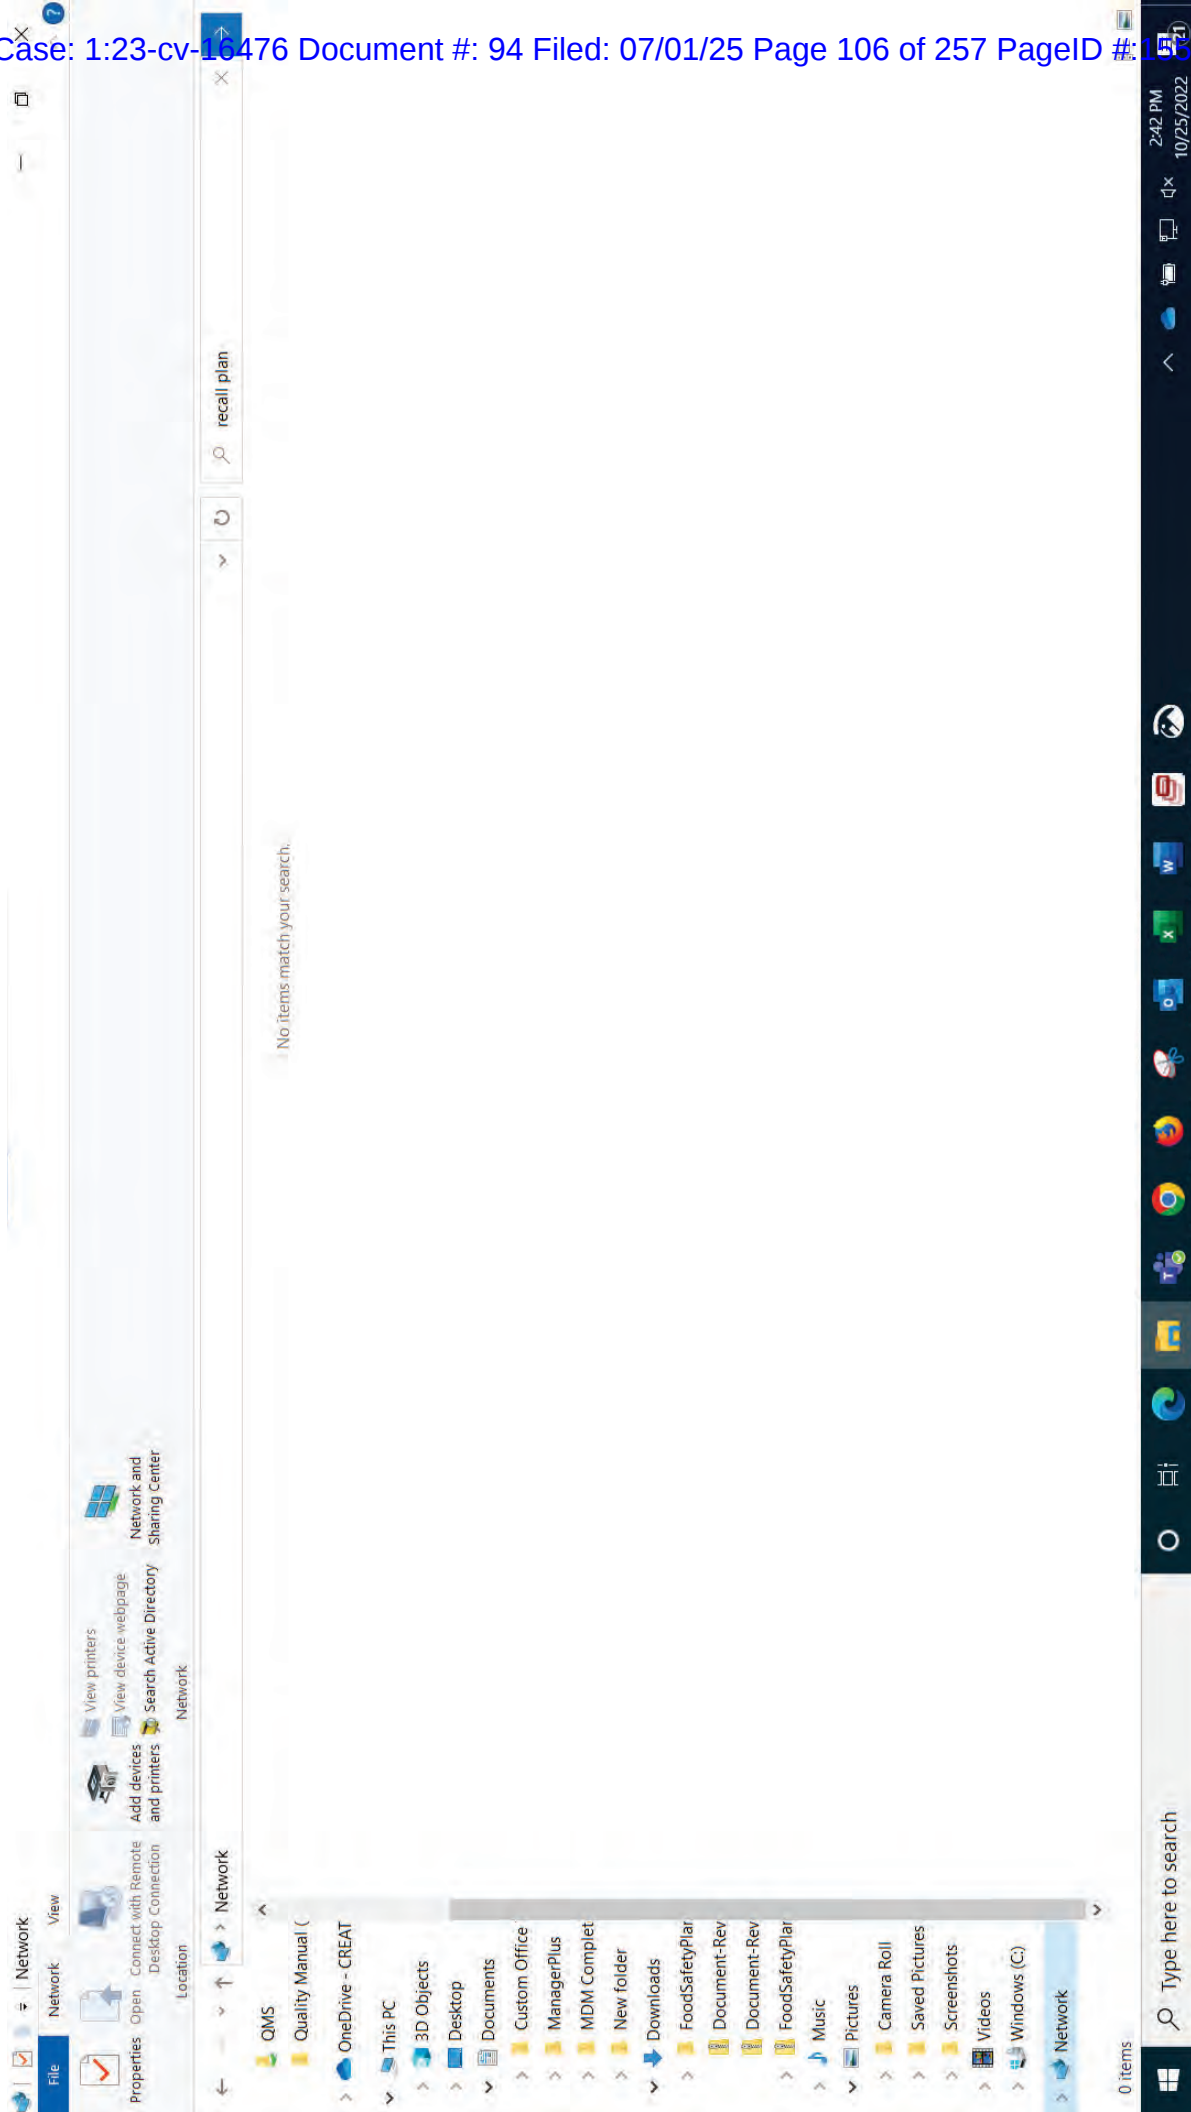 Case: 1:23-cv-16476 Document #: 94 Filed: 07/01/25 Page 106 of 257 PageID #:
Network
File
Network
View
Properties
Open
Connect with Remote
Desktop Connection
Add devices
and printers
View printers
View device webpage
Search Active Directory
Network and
Sharing Center
Location
Network
Network
recall plan
QMS
Quality Manual (
OneDrive - CREAT
This PC
3D Objects
Desktop
Documents
Custom Office
ManagerPlus
MDM Complet
New folder
Downloads
FoodSafetyPlar
Document-Rev
Document-Rev
FoodSafetyPlar
Music
Pictures
Camera Roll
Saved Pictures
Screenshots
Videos
Windows (C:)
Network
No items match your search.
0 items
Type here to search
2:42 PM
10/25/2022